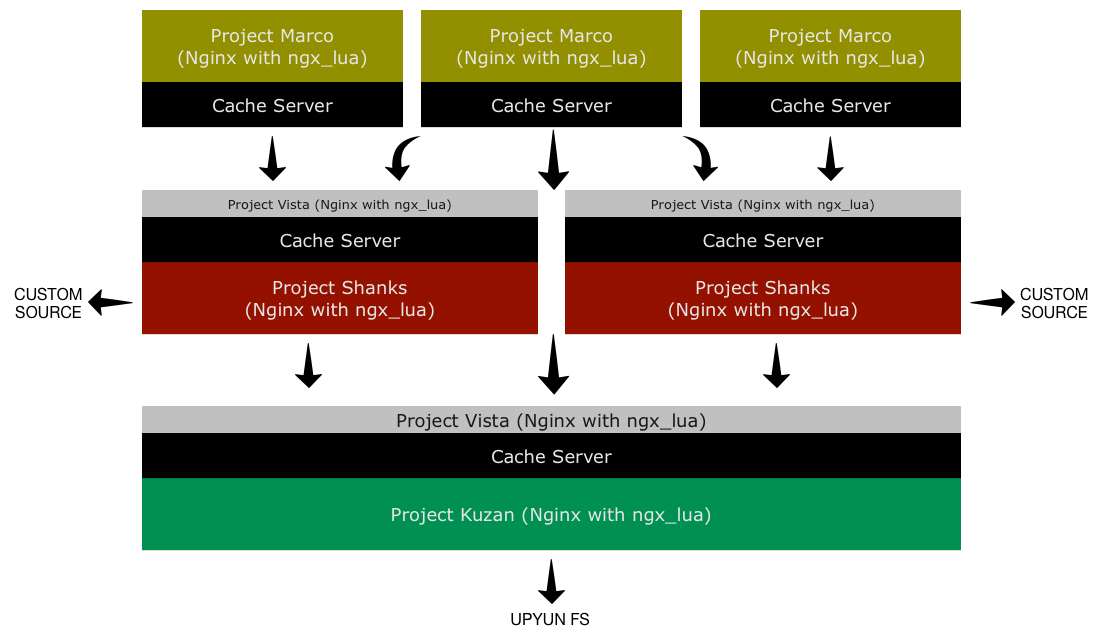 Project Marco
(Nginx with ngx_lua)
Cache Server
Project Marco
(Nginx with ngx_lua)
Cache Server
Project Marco
(Nginx with ngx_lua)
Cache Server
Project Vista (Nginx with ngx_lua)
Cache Server
Project Shanks
(Nginx with ngx_lua)
Project Vista (Nginx with ngx_lua)
Cache Server
Project Shanks
(Nginx with ngx_lua)
CUSTOM
SOURCE
CUSTOM
SOURCE
Project Vista (Nginx with ngx_lua)
Cache Server
Project Kuzan (Nginx with ngx_lua)
UPYUN FS